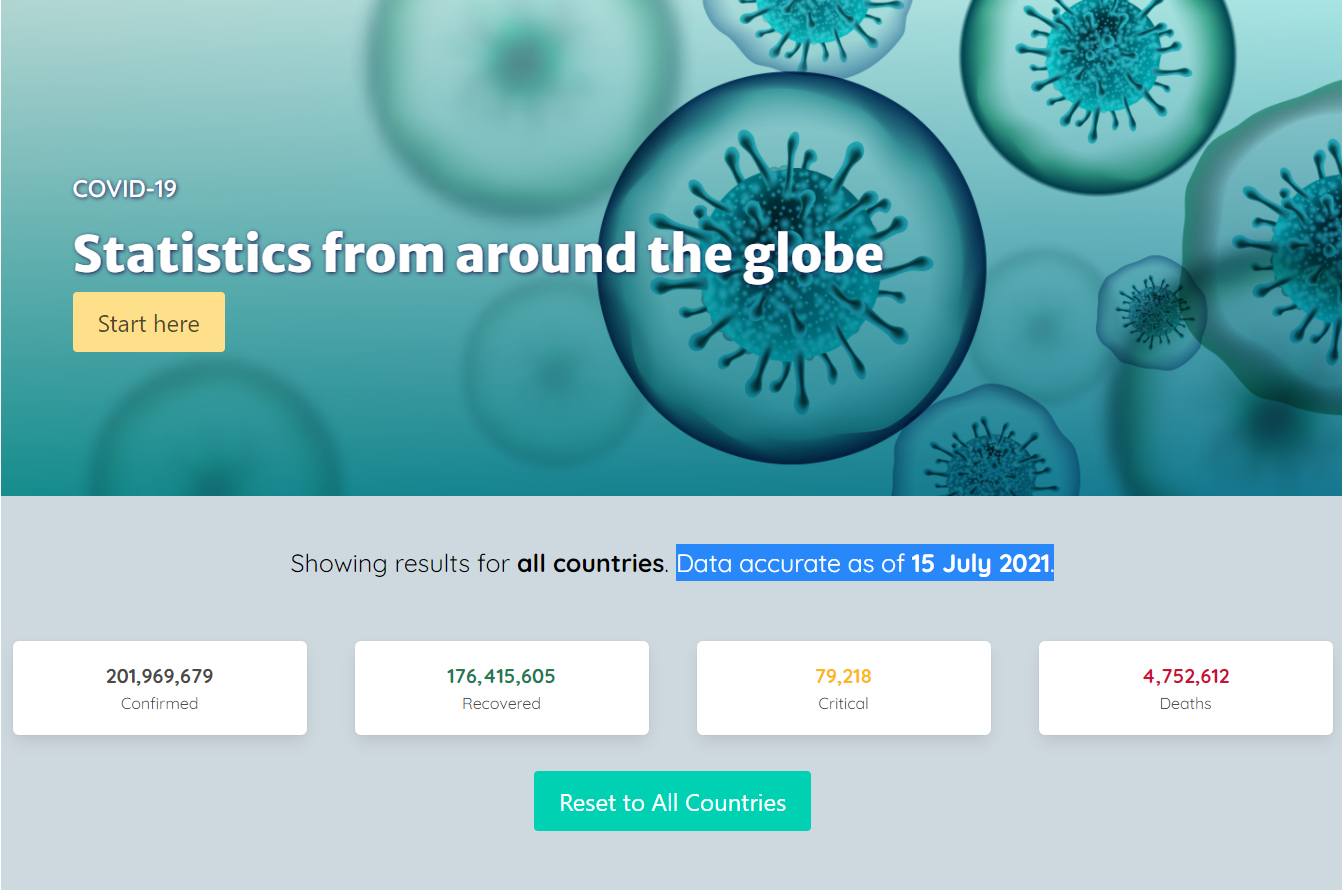 COVID-19
Statistics from around the globe
Start here
Showing results for all countries. Data accurate as of 15 July 2021.
201,969,679
Confirmed
176,415,605
Recovered
79,218
Critical
4,752,612
Deaths
Reset to All Countries